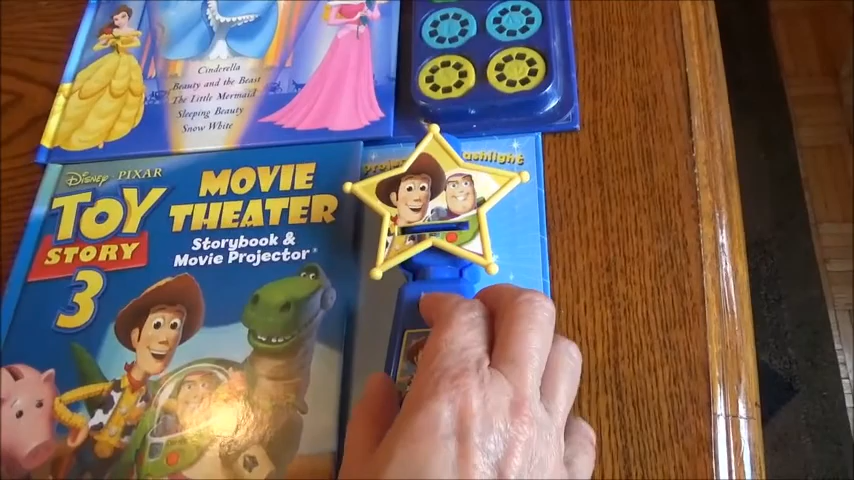 Cinderella
Beauty and the Beast
The Little Mermaid
Sleeping Beauty
Snow White
Disney · PIXAR
TOY
STORY
3
MOVIE
THEATER
Storybook &
Movie Projector